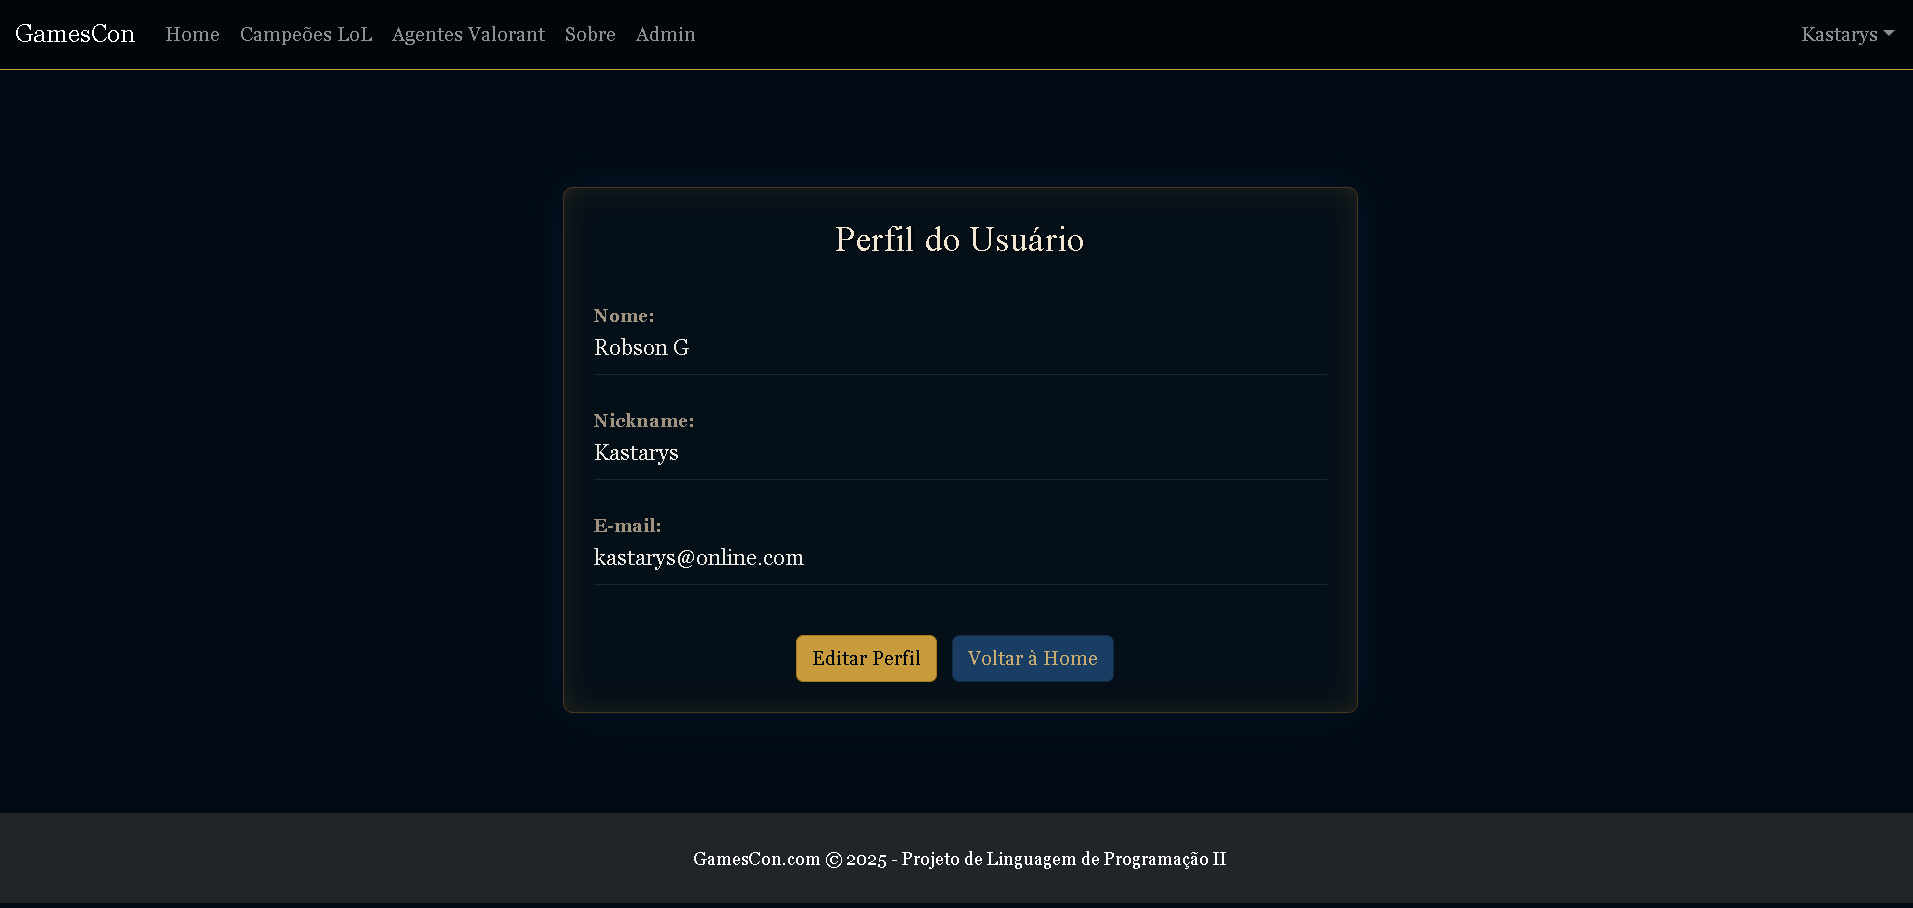 GamesCon Home Campeões LoL Agentes Valorant Sobre Admin Kastarys
Perfil do Usuário
Nome:
Robson G
Nickname:
Kastarys
E-mail:
kastarys@online.com
Editar Perfil Voltar à Home
GamesCon.com © 2025 - Projeto de Linguagem de Programação II